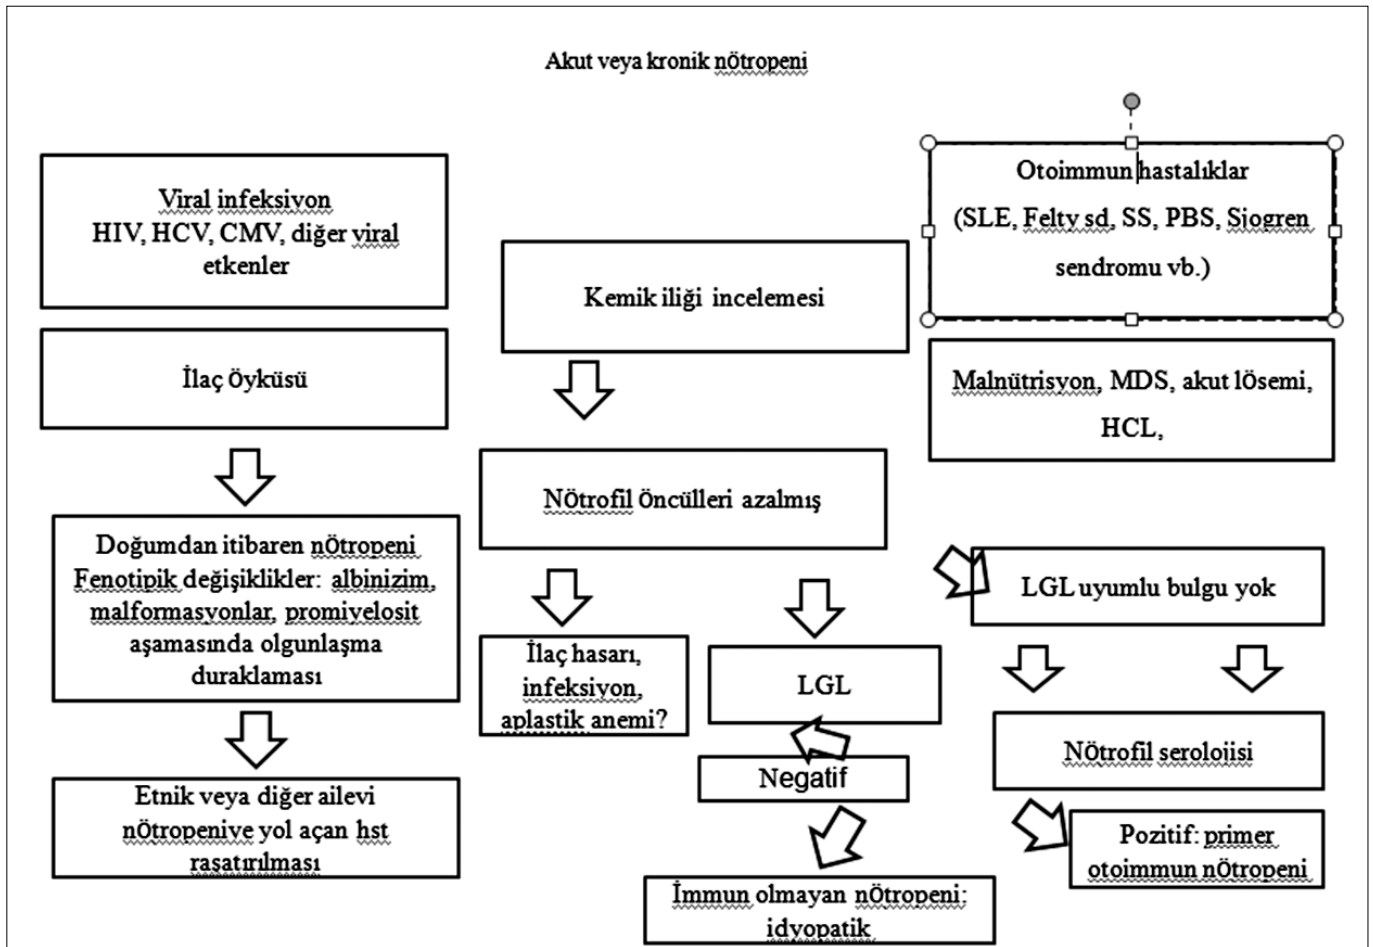 Akut veya kronik nötropeni
Viral infeksiyon
HIV, HCV, CMV, diğer viral
etkenler
İlaç öyküsü
Doğumdan itibaren nötropeni
Fenotipik değişiklikler: albinizim,
malformasyonlar, promiyelosit
aşamasında olgunlaşma
duraklaması
Etnik veya diğer ailevi
nötropeniye yol açan hst
raşatırılması
Kemik iliği incelemesi
Nötrofil öncülleri azalmış
İlaç hasarı,
infeksiyon,
aplastik anemi?
LGL
Negatif
İmmun olmayan nötropeni:
idyopatik
Otoimmun hastalıklar
(SLE, Felty sd, SS, PBS, Sjogren
sendromu vb.)
Malnütrisyon, MDS, akut lösemi,
HCL,
LGL uyumlu bulgu yok
Nötrofil serolojisi
Pozitif: primer
otoimmun nötropeni